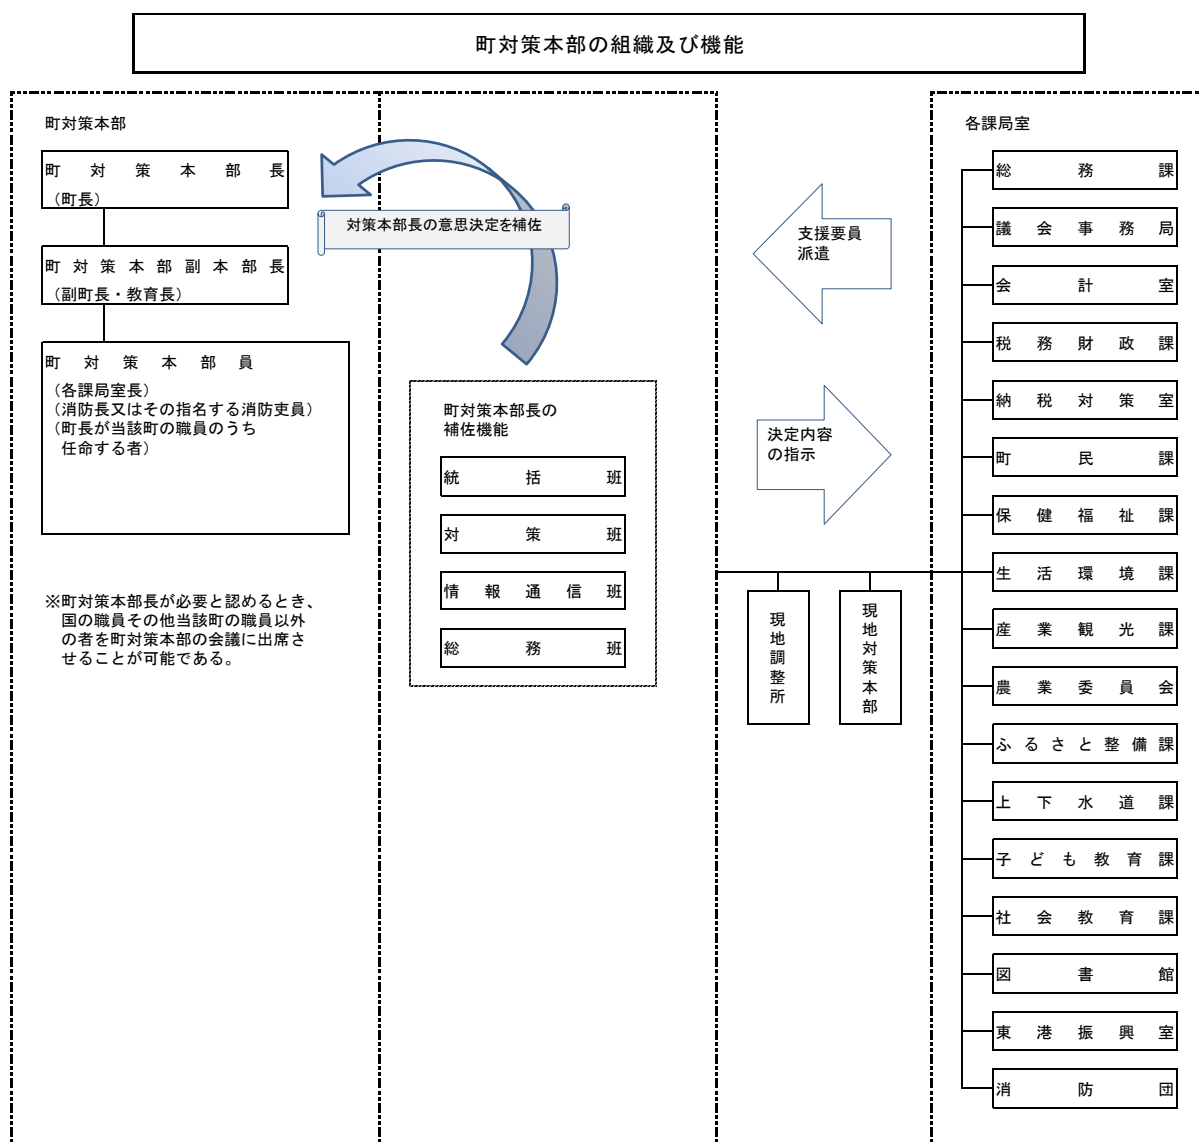 町対策本部の組織及び機能
町対策本部
町対策本部長
（町長）
町対策本部副本部長
（副町長・教育長）
町対策本部員
（各課局室長）
（消防長又はその指名する消防吏員）
（町長が当該町の職員のうち
任命する者）
※町対策本部長が必要と認めるとき、
国の職員その他当該町の職員以外
の者を町対策本部の会議に出席さ
せることが可能である。
対策本部長の意思決定を補佐
町対策本部長の
補佐機能
統括班
対策班
情報通信班
総務班
支援要員
派遣
決定内容
の指示
現地調整所
現地対策本部
各課局室
総務課
議会事務局
会計室
税務財政課
納税対策室
町民課
保健福祉課
生活環境課
産業観光課
農業委員会
ふるさと整備課
上下水道課
子ども教育課
社会教育課
図書館
東港振興室
消防団